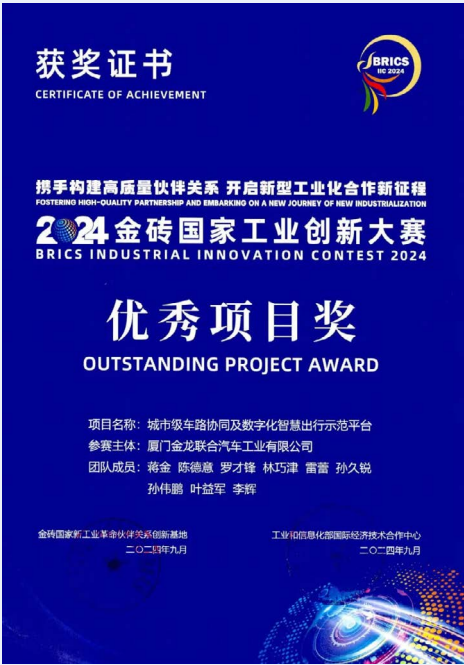 获奖证书
CERTIFICATE OF ACHIEVEMENT
BRICS
IIC 2024
携手构建高质量伙伴关系 开启新型工业化合作新征程
FOSTERING HIGH-QUALITY PARTNERSHIP AND EMBARKING ON A NEW JOURNEY OF NEW INDUSTRIALIZATION
2024金砖国家工业创新大赛
BRICS INDUSTRIAL INNOVATION CONTEST 2024
优秀项目奖
OUTSTANDING PROJECT AWARD
项目名称：城市级车路协同及数字化智慧出行示范平台
参赛主体：厦门金龙联合汽车工业有限公司
团队成员：蒋金 陈德意 罗才锋 林巧津 雷蕾 孙久锐
孙伟鹏 叶益军 李辉
金砖国家新工业革命伙伴关系创新基地
二〇二四年九月
工业和信息化部国际经济技术合作中心
二〇二四年九月